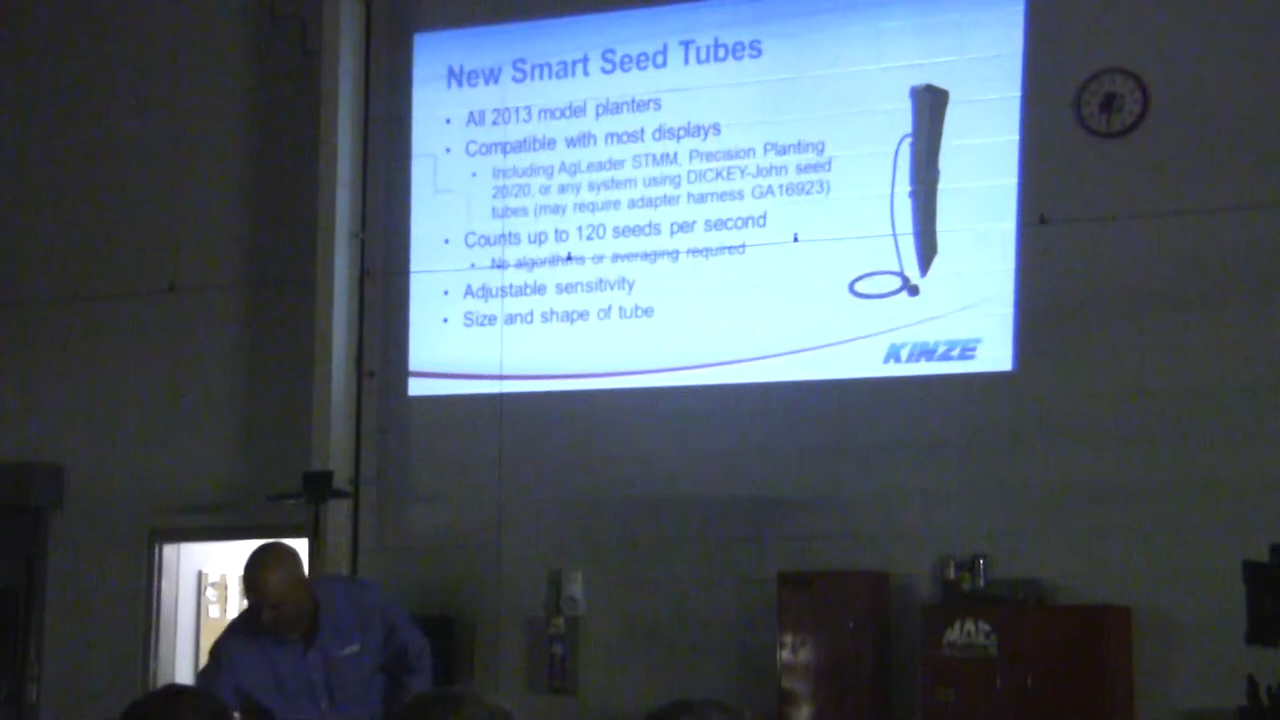 New Smart Seed Tubes
• All 2013 model planters
• Compatible with most displays
• Including AgLeader STMM, Precision Planting
20/20, or any system using DICKEY-John seed
tubes (may require adapter harness GA16923)
• Counts up to 120 seeds per second
• No algorithms or averaging required
• Adjustable sensitivity
• Size and shape of tube
KINZE
MAC